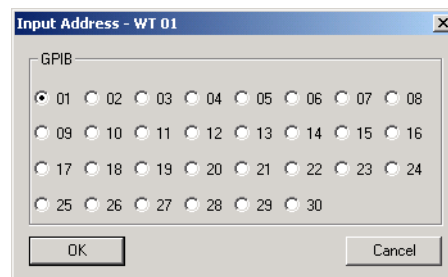 Input Address - WT 01
GPIB
01 02 03 04 05 06 07 08
09 10 11 12 13 14 15 16
17 18 19 20 21 22 23 24
25 26 27 28 29 30
OK Cancel